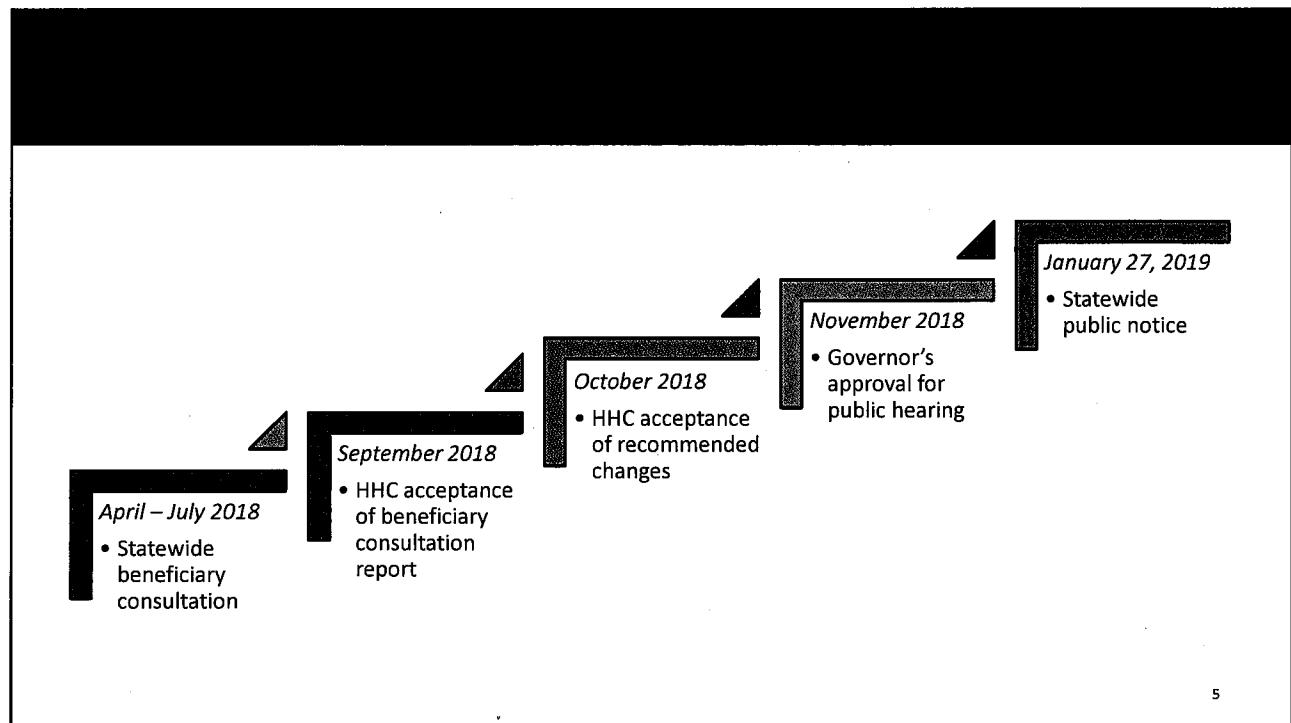 April – July 2018
• Statewide
beneficiary
consultation
September 2018
• HHC acceptance
of beneficiary
consultation
report
October 2018
• HHC acceptance
of recommended
changes
November 2018
• Governor’s
approval for
public hearing
January 27, 2019
• Statewide
public notice
5